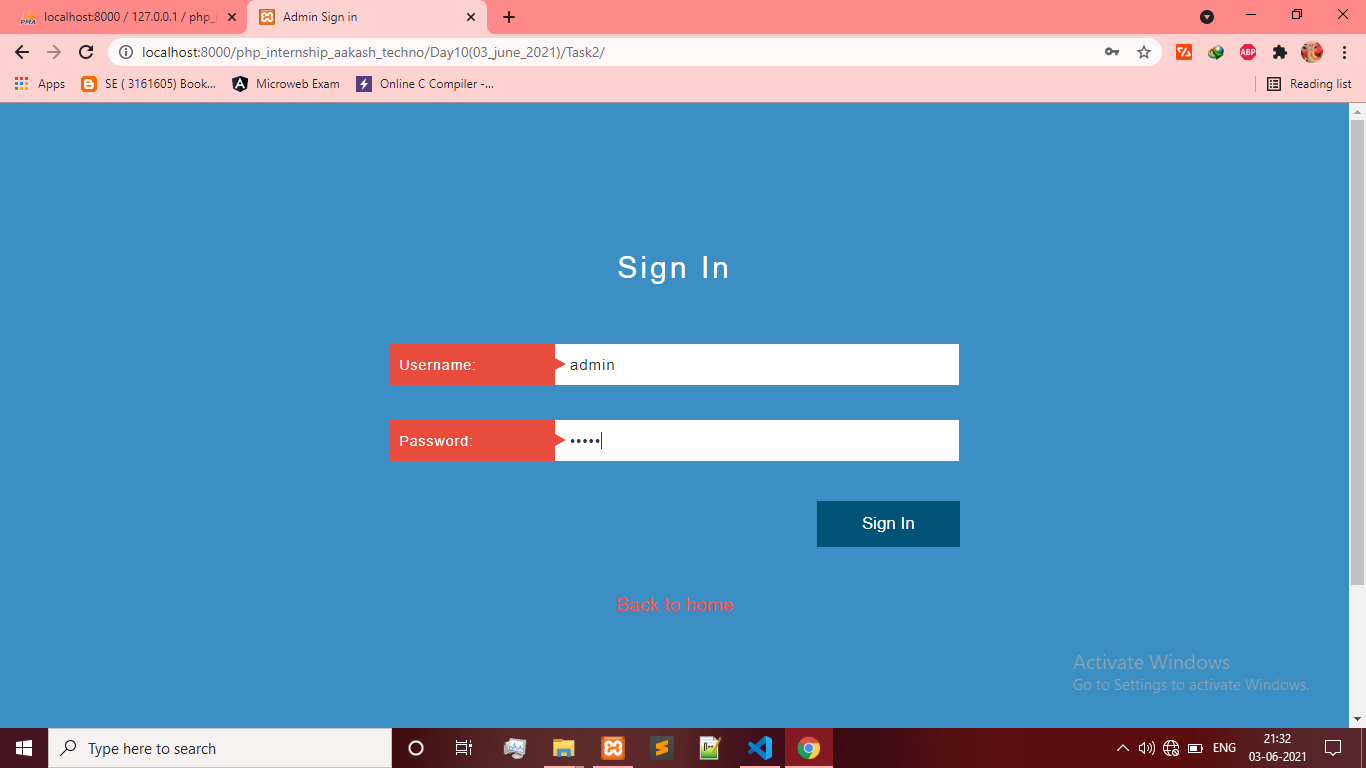 localhost:8000 / 127.0.0.1 / php_i
Admin Sign in
localhost:8000/php_internship_aakash_techno/Day10(03_june_2021)/Task2/
ABP
Apps
SE ( 3161605) Book...
Microweb Exam
Online C Compiler -...
Reading list
Sign In
Username:
admin
Password:
•••••
Sign In
Back to home
Activate Windows
Go to Settings to activate Windows.
Type here to search
ENG
21:32
03-06-2021